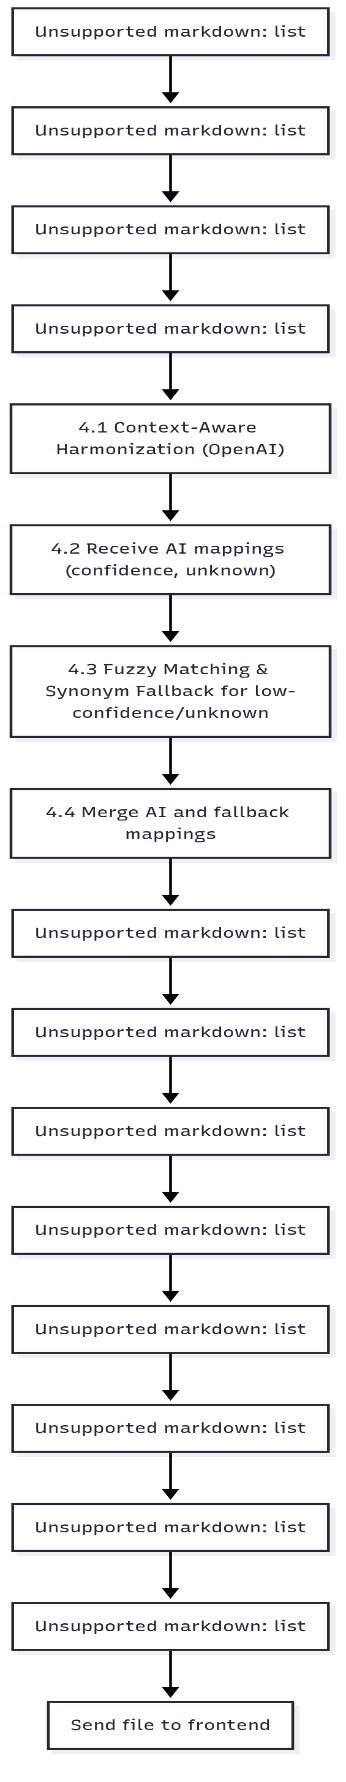 Unsupported markdown: list
Unsupported markdown: list
Unsupported markdown: list
Unsupported markdown: list
4.1 Context-Aware
Harmonization (OpenAI)
4.2 Receive AI mappings
(confidence, unknown)
4.3 Fuzzy Matching &
Synonym Fallback for low-
confidence/unknown
4.4 Merge AI and fallback
mappings
Unsupported markdown: list
Unsupported markdown: list
Unsupported markdown: list
Unsupported markdown: list
Unsupported markdown: list
Unsupported markdown: list
Unsupported markdown: list
Unsupported markdown: list
Send file to frontend